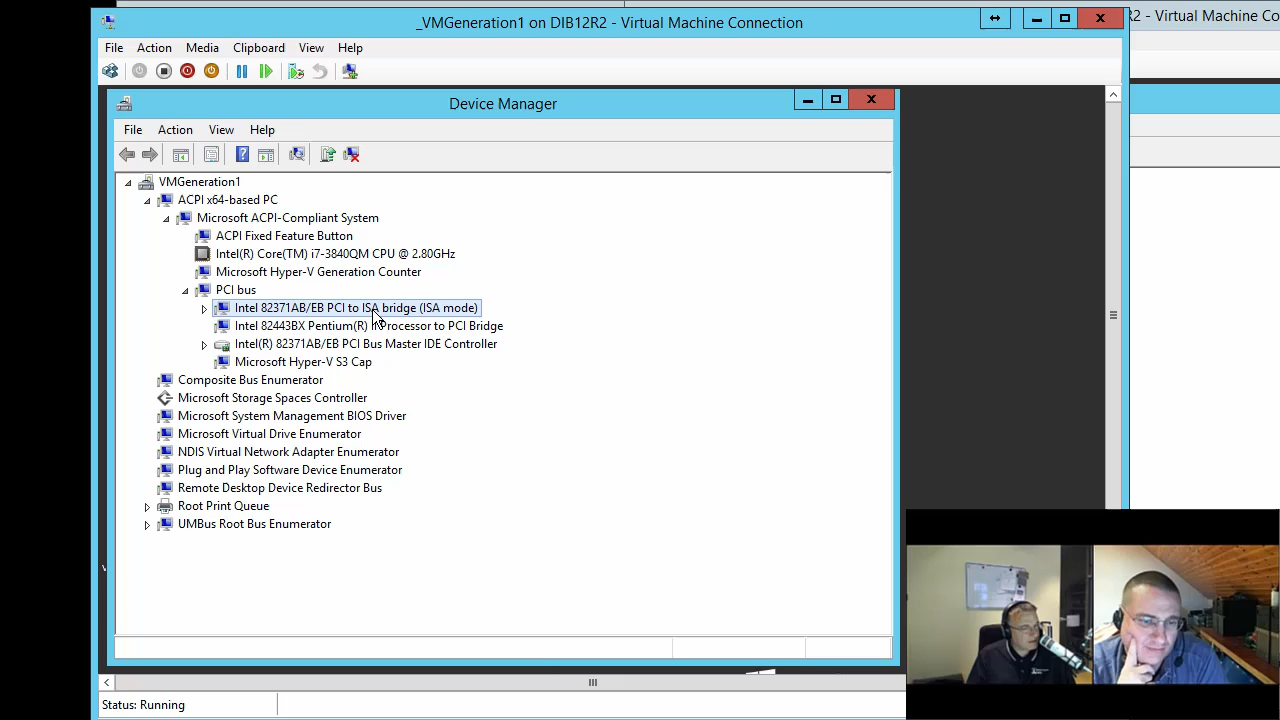 _VMGeneration1 on DIB12R2 - Virtual Machine Connection
R2 - Virtual Machine Co
File Action Media Clipboard View Help
Device Manager
File Action View Help
VMGeneration1
ACPI x64-based PC
Microsoft ACPI-Compliant System
ACPI Fixed Feature Button
Intel(R) Core(TM) i7-3840QM CPU @ 2.80GHz
Microsoft Hyper-V Generation Counter
PCI bus
Intel 82371AB/EB PCI to ISA bridge (ISA mode)
Intel 82443BX Pentium(R) Processor to PCI Bridge
Intel(R) 82371AB/EB PCI Bus Master IDE Controller
Microsoft Hyper-V S3 Cap
Composite Bus Enumerator
Microsoft Storage Spaces Controller
Microsoft System Management BIOS Driver
Microsoft Virtual Drive Enumerator
NDIS Virtual Network Adapter Enumerator
Plug and Play Software Device Enumerator
Remote Desktop Device Redirector Bus
Root Print Queue
UMBus Root Bus Enumerator
Status: Running